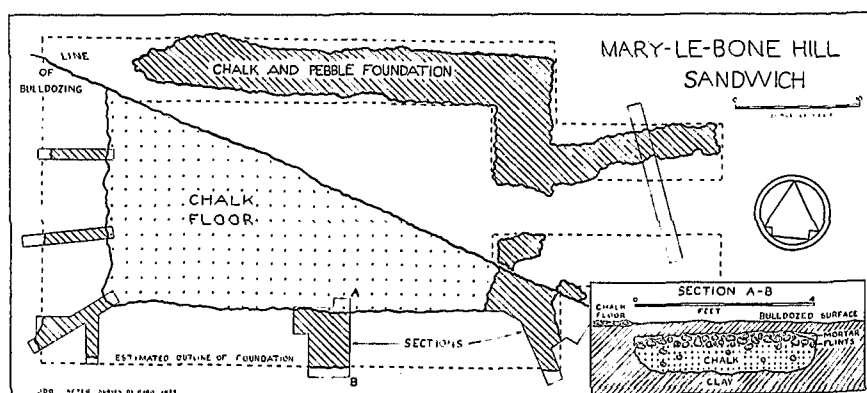 MARY-LE-BONE HILL
SANDWICH
LINE
OF
BULLDOZING
CHALK AND PEBBLE FOUNDATION
CHALK
FLOOR
A
SECTIONS
B
ESTIMATED OUTLINE OF FOUNDATION
SECTION A-B
FEET
CHALK
FLOOR
BULLDOZED SURFACE
MORTAR
FLINTS
CHALK
CLAY